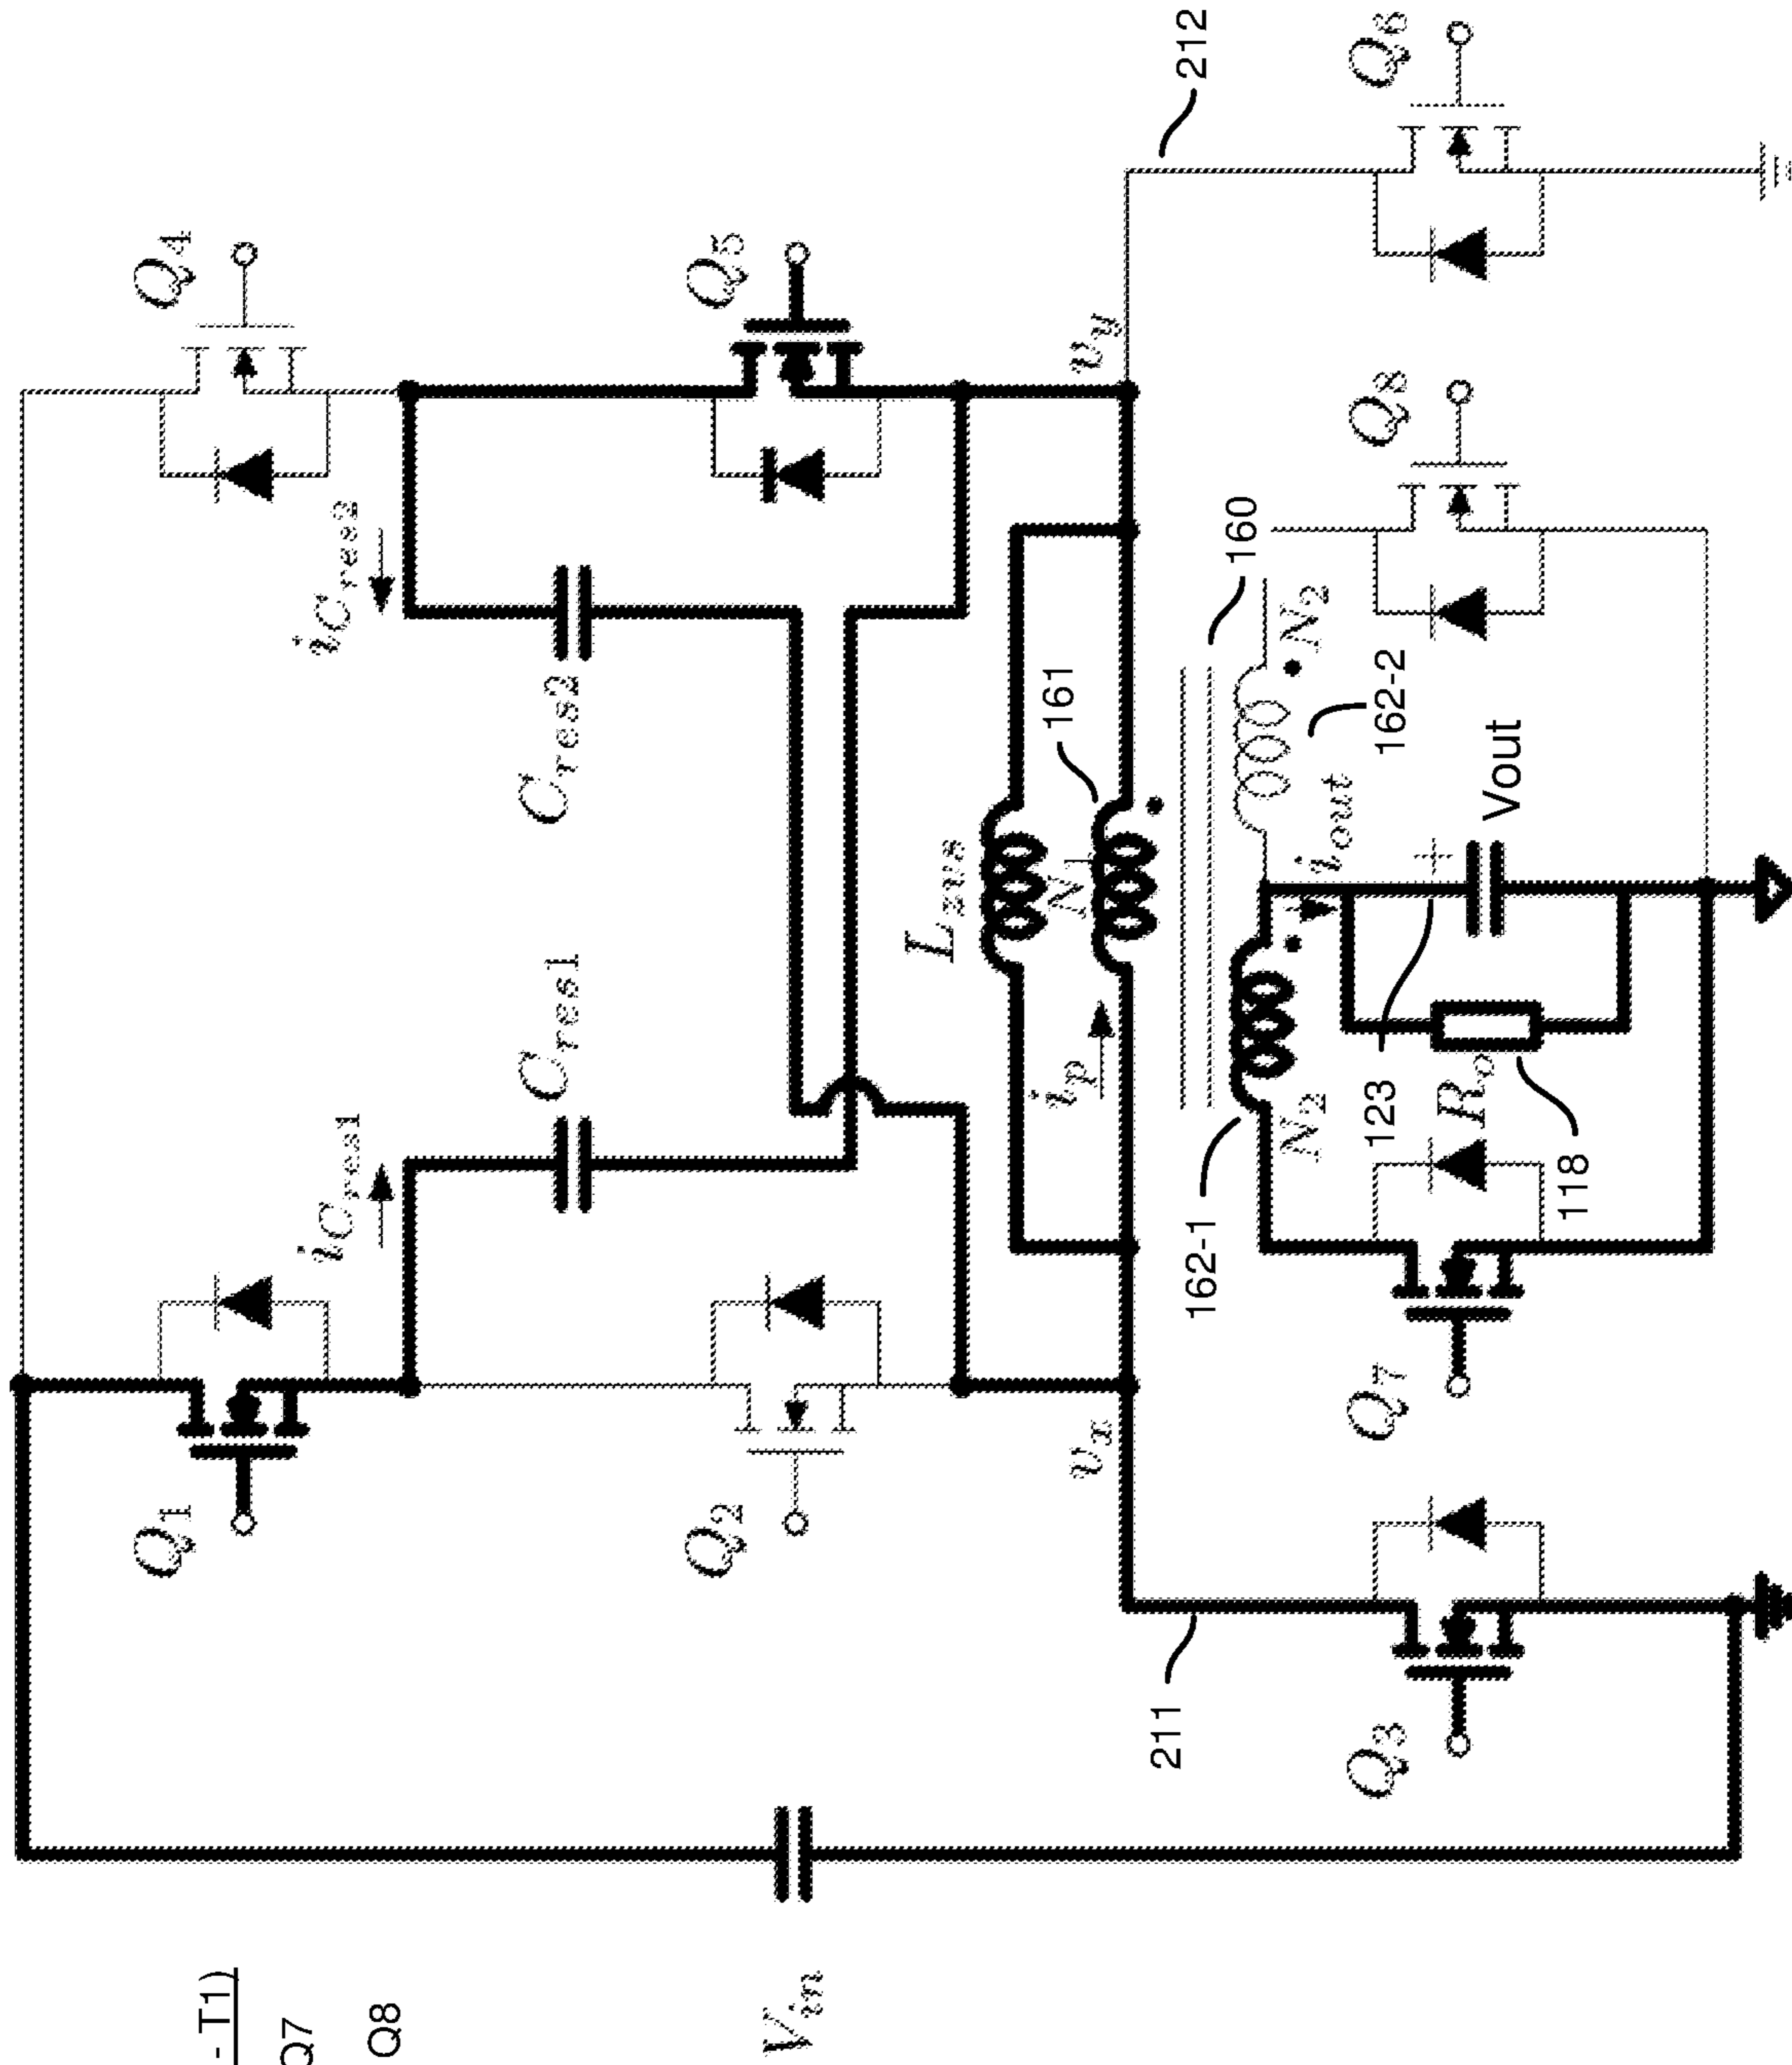 - T1)
Q7
Q8
Vin
Q1
iCres1
iCres2
Q4
Q2
Cres1
Cres2
Q5
Lzvs
N1
161
ip
vx
vy
211
212
160
162-1
N2
N2
162-2
iout
123
+
Vout
Ro
118
Q3
Q7
Q8
Q6